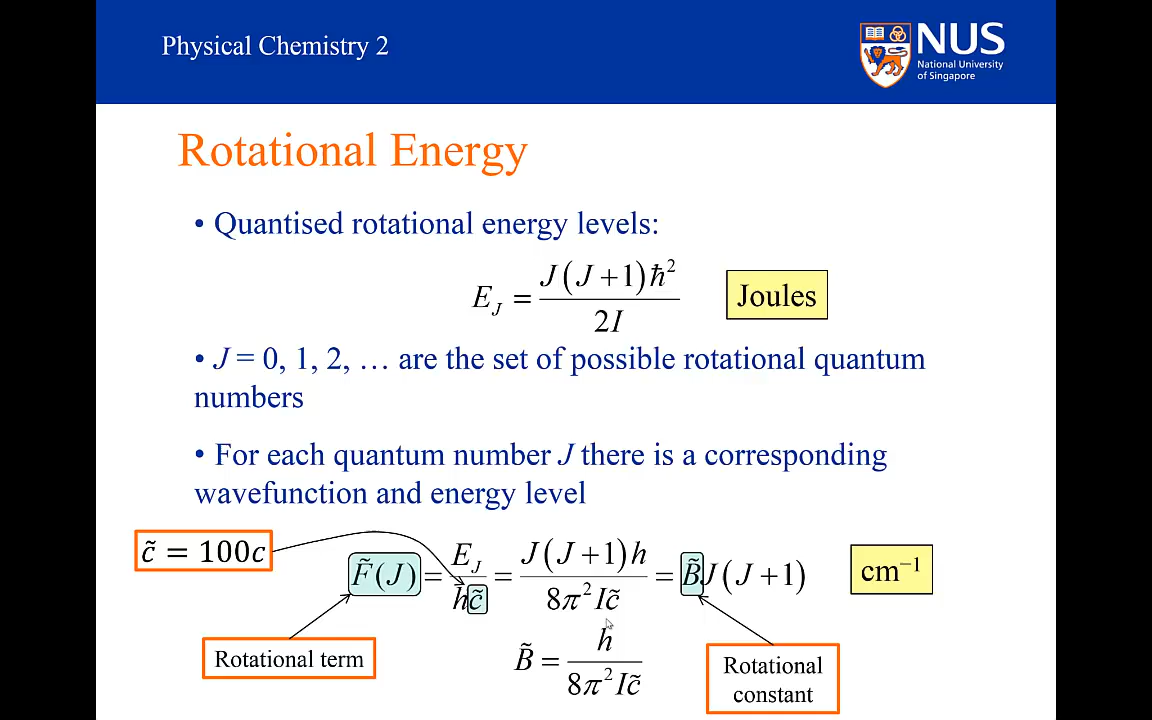 Physical Chemistry 2
NUS
National University
of Singapore
Rotational Energy
• Quantised rotational energy levels:
E_J = J(J+1)ħ² / 2I
Joules
• J = 0, 1, 2, … are the set of possible rotational quantum
numbers
• For each quantum number J there is a corresponding
wavefunction and energy level
c̃ = 100c
F̃(J) = E_J / hc̃ = J(J+1)h / 8π²Ic̃ = B̃J(J+1)
cm⁻¹
Rotational term
B̃ = h / 8π²Ic̃
Rotational
constant